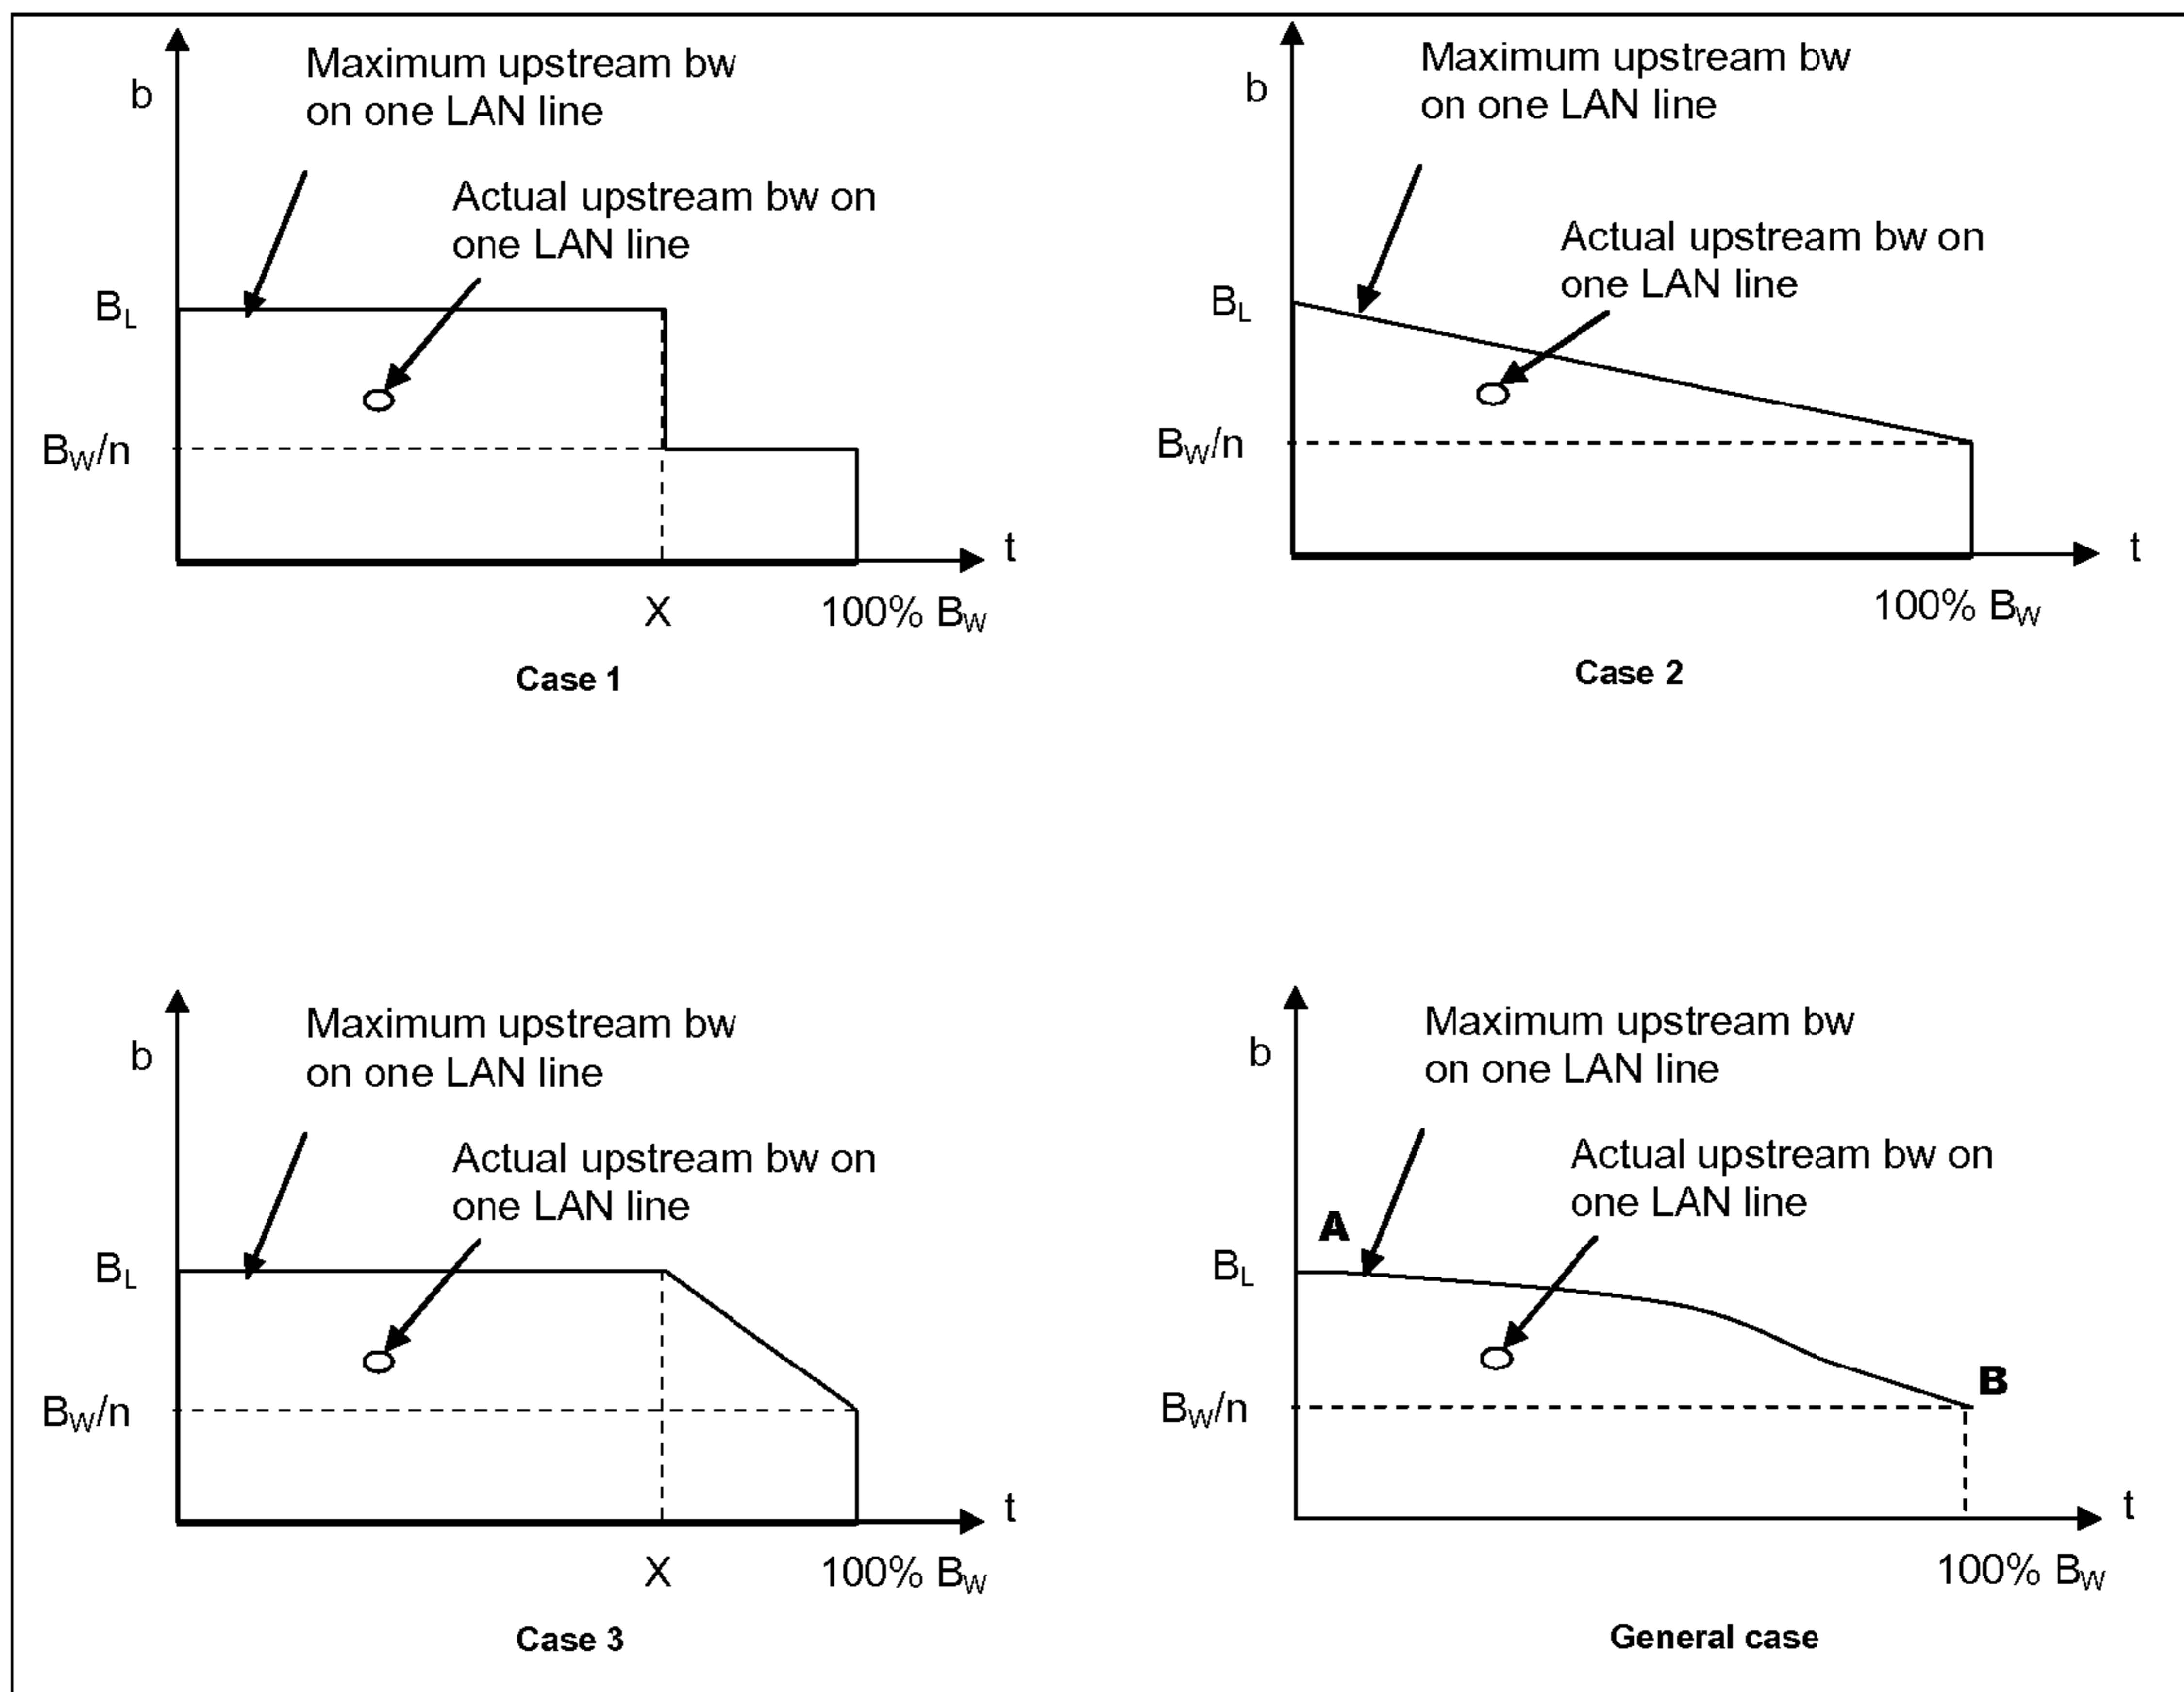 b
Maximum upstream bw
on one LAN line
Actual upstream bw on
one LAN line
BL
BW/n
t
X
100% BW
Case 1
b
Maximum upstream bw
on one LAN line
Actual upstream bw on
one LAN line
BL
BW/n
t
100% BW
Case 2
b
Maximum upstream bw
on one LAN line
Actual upstream bw on
one LAN line
BL
BW/n
t
X
100% BW
Case 3
b
Maximum upstream bw
on one LAN line
Actual upstream bw on
one LAN line
A
BL
B
BW/n
t
100% BW
General case